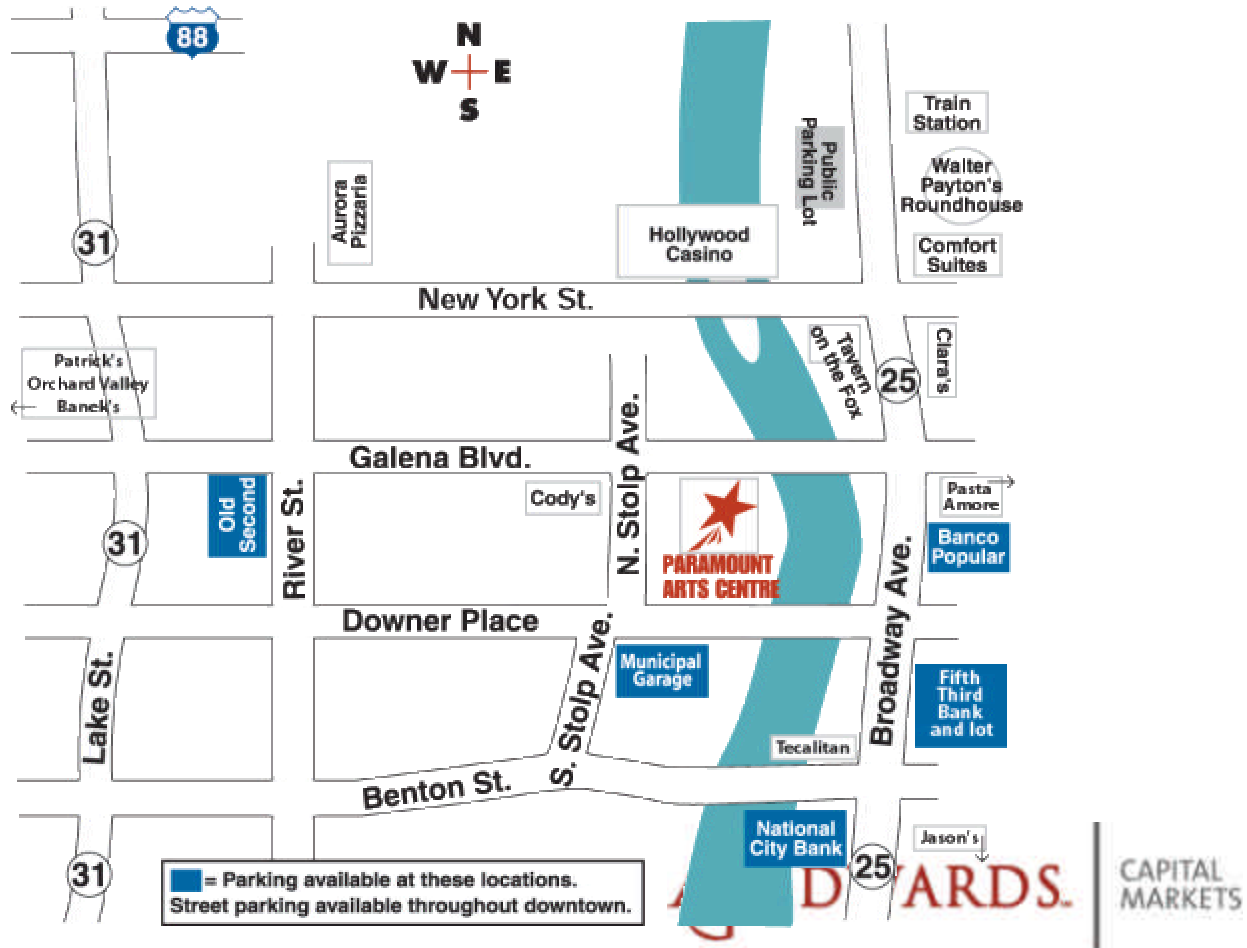 88
N
W E
S
Train
Station
Public
Parking Lot
Walter
Payton's
Roundhouse
Aurora
Pizzaria
31
Hollywood
Casino
Comfort
Suites
New York St.
Patrick's
Orchard Valley
Banek's
Tavern
on the Fox
25
Clara's
N. Stolp Ave.
Galena Blvd.
Old
Second
River St.
Cody's
Pasta
Amore
31
PARAMOUNT
ARTS CENTRE
Banco
Popular
Downer Place
Lake St.
S. Stolp Ave.
Municipal
Garage
Broadway Ave.
Fifth
Third
Bank
and lot
Tecalitan
Benton St.
National
City Bank
Jason's
31
= Parking available at these locations.
Street parking available throughout downtown.
25
CAPITAL
MARKETS